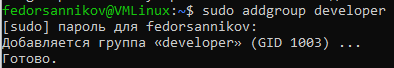 fedorsannikov@VMLinux:~$ sudo addgroup developer
[sudo] пароль для fedorsannikov:
Добавляется группа «developer» (GID 1003) ...
Готово.